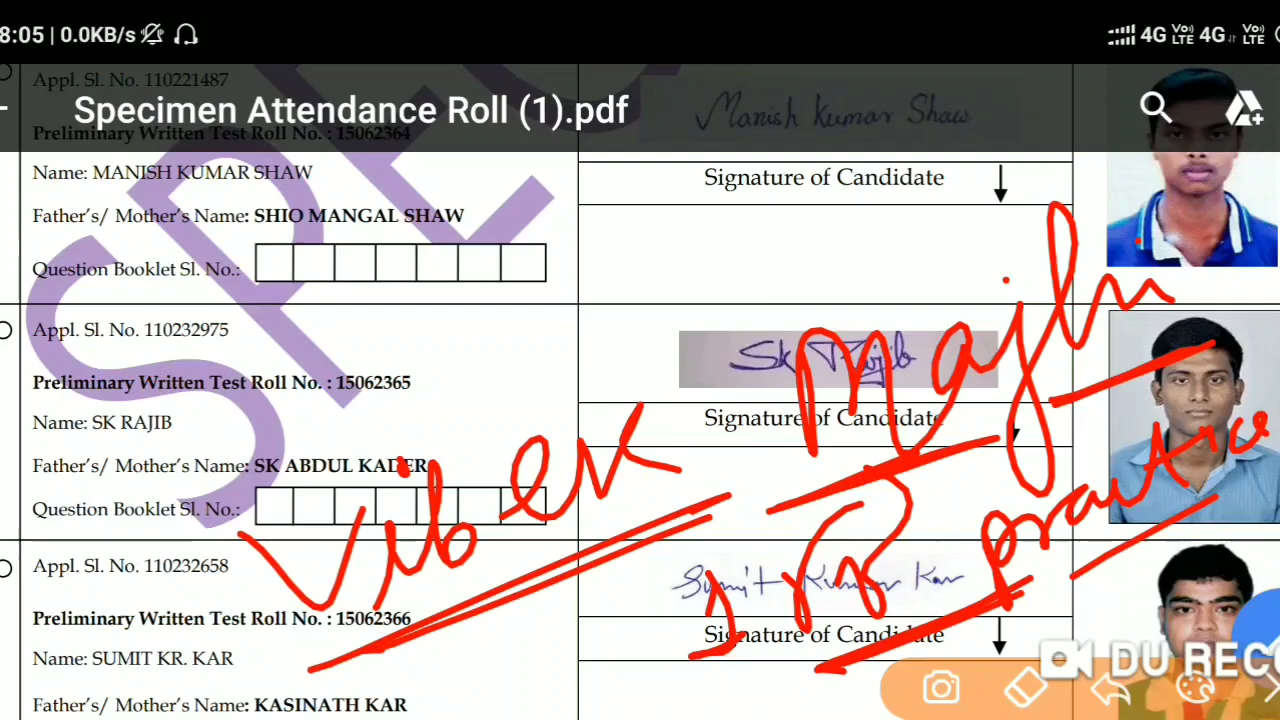 8:05 | 0.0KB/s 4G VoLTE 4G VoLTE
Specimen Attendance Roll (1).pdf
SPEC
Appl. Sl. No. 110221487
Preliminary Written Test Roll No. : 15062364
Name: MANISH KUMAR SHAW
Father's/ Mother's Name: SHIO MANGAL SHAW
Question Booklet Sl. No.:
Manish Kumar Shaw
Signature of Candidate
Appl. Sl. No. 110232975
Preliminary Written Test Roll No. : 15062365
Name: SK RAJIB
Father's/ Mother's Name: SK ABDUL KADER
Question Booklet Sl. No.:
Sk Rajib
Signature of Candidate
Appl. Sl. No. 110232658
Preliminary Written Test Roll No. : 15062366
Name: SUMIT KR. KAR
Father's/ Mother's Name: KASINATH KAR
Sumit Kumar Kar
Signature of Candidate
practice
DU REC